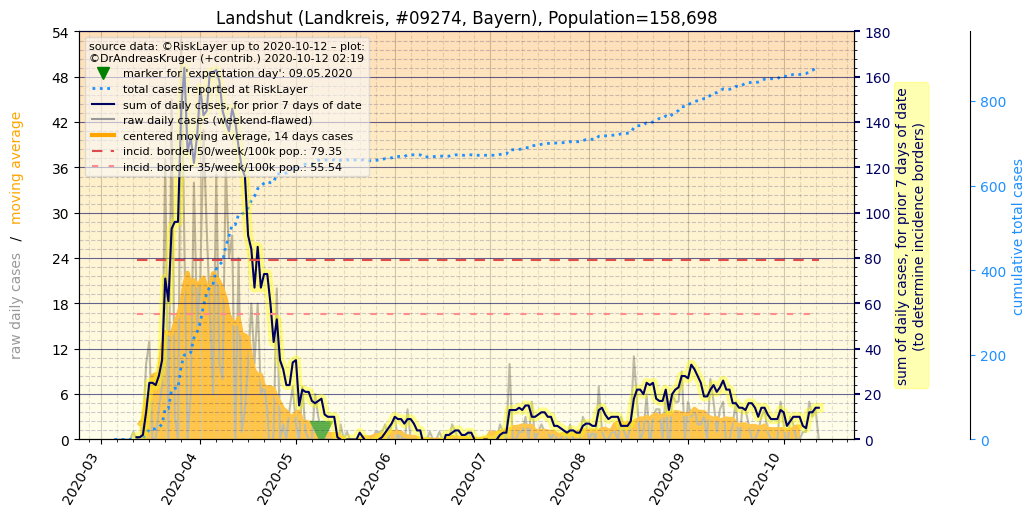 Landshut (Landkreis, #09274, Bayern), Population=158,698
source data: ©RiskLayer up to 2020-10-12 – plot:
©DrAndreasKruger (+contrib.) 2020-10-12 02:19
marker for 'expectation day': 09.05.2020
total cases reported at RiskLayer
sum of daily cases, for prior 7 days of date
raw daily cases (weekend-flawed)
centered moving average, 14 days cases
incid. border 50/week/100k pop.: 79.35
incid. border 35/week/100k pop.: 55.54
raw daily cases / moving average
54
48
42
36
30
24
18
12
6
0
2020-03
2020-04
2020-05
2020-06
2020-07
2020-08
2020-09
2020-10
180
160
140
120
100
80
60
40
20
0
sum of daily cases, for prior 7 days of date
(to determine incidence borders)
800
600
400
200
0
cumulative total cases